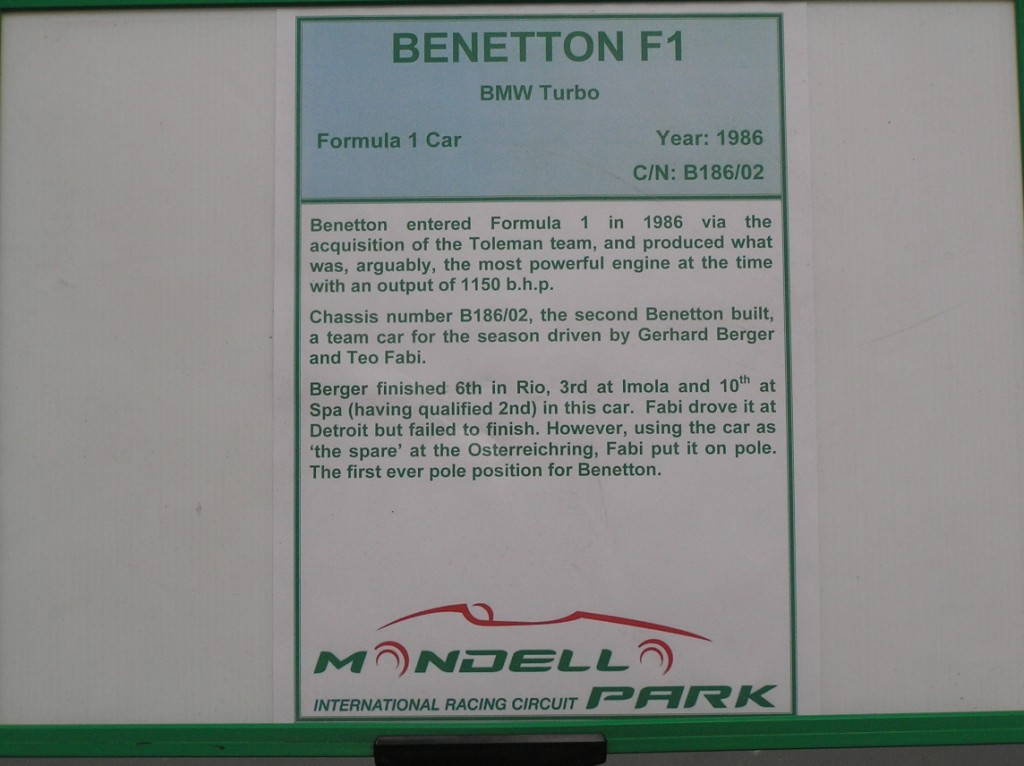 BENETTON F1
BMW Turbo
Formula 1 Car
Year: 1986
C/N: B186/02
Benetton entered Formula 1 in 1986 via the
acquisition of the Toleman team, and produced what
was, arguably, the most powerful engine at the time
with an output of 1150 b.h.p.
Chassis number B186/02, the second Benetton built,
a team car for the season driven by Gerhard Berger
and Teo Fabi.
Berger finished 6th in Rio, 3rd at Imola and 10th at
Spa (having qualified 2nd) in this car. Fabi drove it at
Detroit but failed to finish. However, using the car as
‘the spare’ at the Osterreichring, Fabi put it on pole.
The first ever pole position for Benetton.
MONDELLO
INTERNATIONAL RACING CIRCUIT PARK